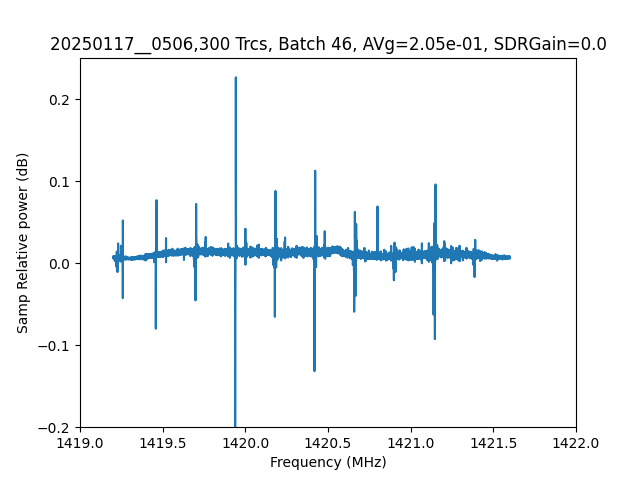 20250117__0506,300 Trcs, Batch 46, AVg=2.05e-01, SDRGain=0.0
0.2
0.1
0.0
−0.1
−0.2
Samp Relative power (dB)
1419.0 1419.5 1420.0 1420.5 1421.0 1421.5 1422.0
Frequency (MHz)